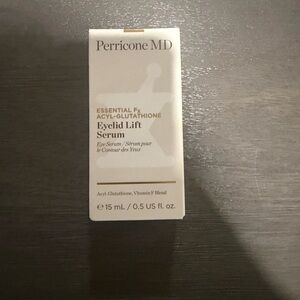 Perricone MD
ESSENTIAL Fx
ACYL-GLUTATHIONE
Eyelid Lift
Serum
Eye Serum / Sérum pour
le Contour des Yeux
Acyl-Glutathione, Vitamin F Blend
℮ 15 mL / 0.5 US fl. oz.